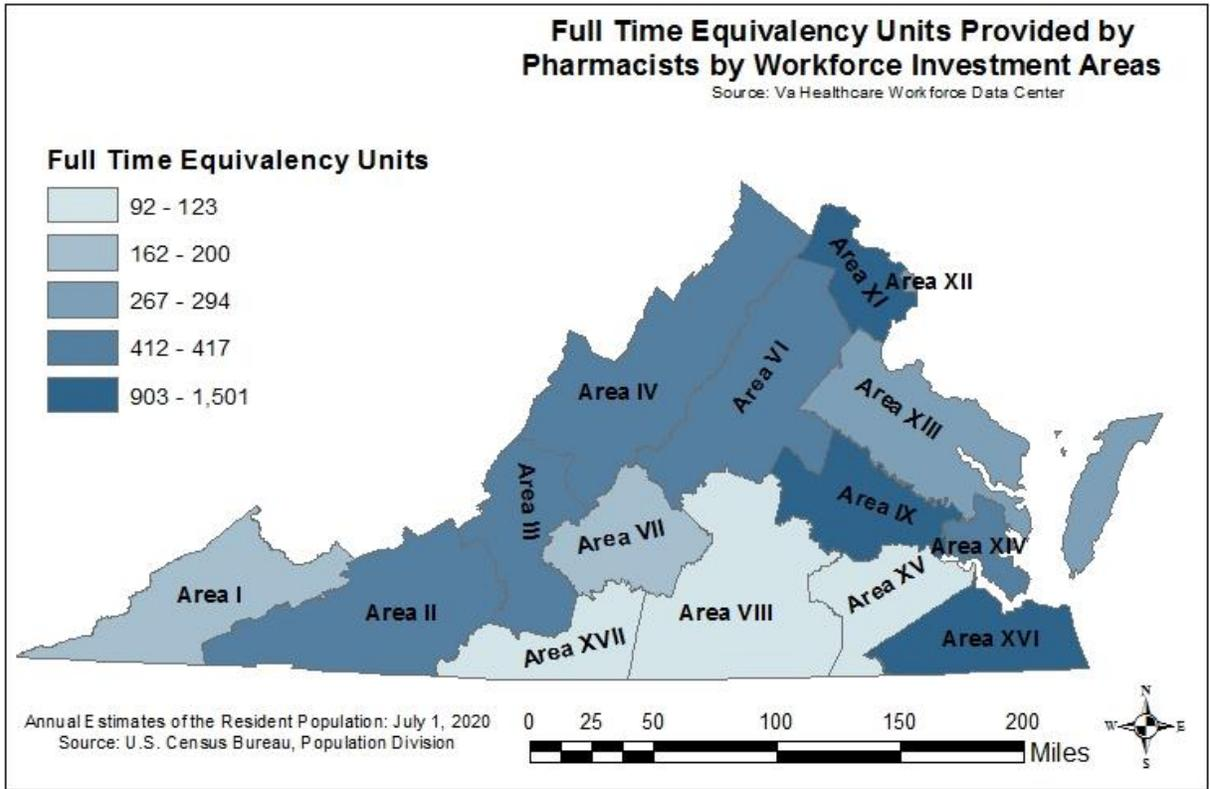 Full Time Equivalency Units Provided by
Pharmacists by Workforce Investment Areas
Source: Va Healthcare Workforce Data Center
Full Time Equivalency Units
92 - 123
162 - 200
267 - 294
412 - 417
903 - 1,501
Area XI
Area XII
Area VI
Area IV
Area XIII
Area III
Area IX
Area VII
Area XIV
Area I
Area II
Area XV
Area VIII
Area XVII
Area XVI
Annual Estimates of the Resident Population: July 1, 2020
Source: U.S. Census Bureau, Population Division
0 25 50 100 150 200
Miles
N
W E
S